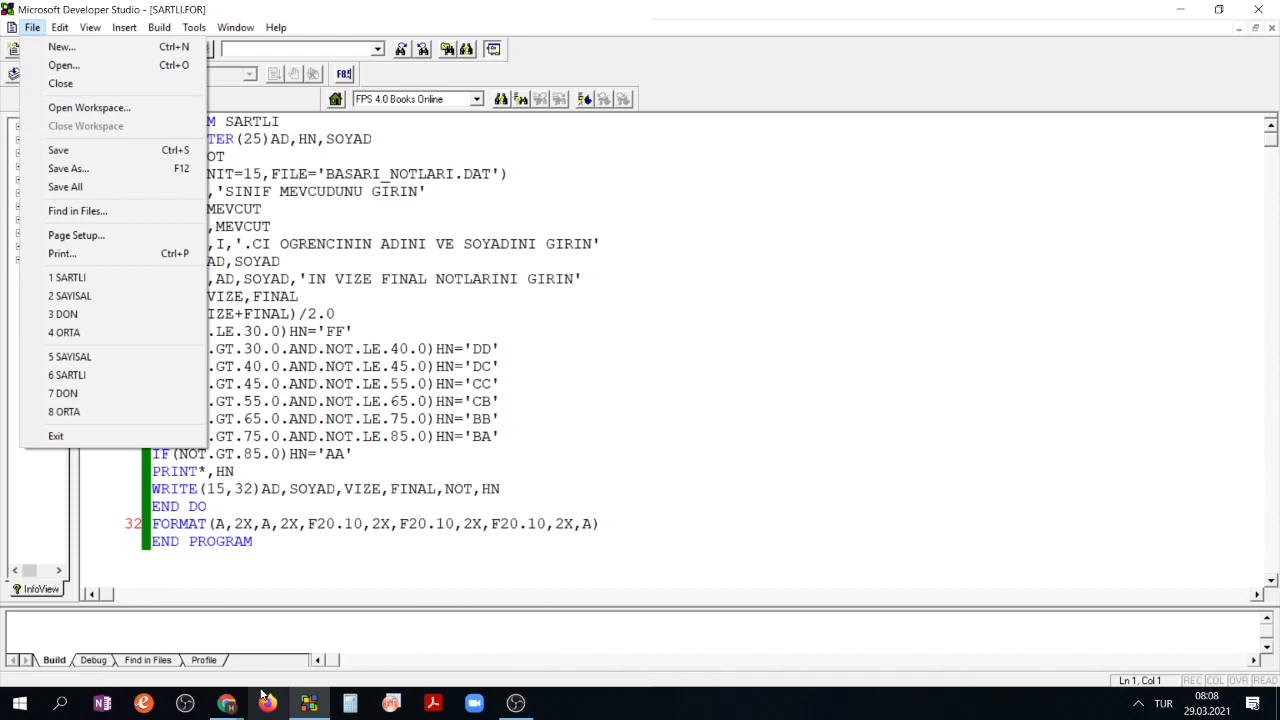 Microsoft Developer Studio - [SARTLI.FOR]
File Edit View Insert Build Tools Window Help
FPS 4.0 Books Online
New... Ctrl+N
Open... Ctrl+O
Close
Open Workspace...
Close Workspace
Save Ctrl+S
Save As... F12
Save All
Find in Files...
Page Setup...
Print... Ctrl+P
1 SARTLI
2 SAYISAL
3 DON
4 ORTA
5 SAYISAL
6 SARTLI
7 DON
8 ORTA
Exit
M SARTLI
TER(25)AD,HN,SOYAD
OT
NIT=15,FILE='BASARI_NOTLARI.DAT')
,'SINIF MEVCUDUNU GIRIN'
MEVCUT
,MEVCUT
,I,'.CI OGRENCININ ADINI VE SOYADINI GIRIN'
AD,SOYAD
,AD,SOYAD,'IN VIZE FINAL NOTLARINI GIRIN'
VIZE,FINAL
IZE+FINAL)/2.0
.LE.30.0)HN='FF'
.GT.30.0.AND.NOT.LE.40.0)HN='DD'
.GT.40.0.AND.NOT.LE.45.0)HN='DC'
.GT.45.0.AND.NOT.LE.55.0)HN='CC'
.GT.55.0.AND.NOT.LE.65.0)HN='CB'
.GT.65.0.AND.NOT.LE.75.0)HN='BB'
.GT.75.0.AND.NOT.LE.85.0)HN='BA'
IF(NOT.GT.85.0)HN='AA'
PRINT*,HN
WRITE(15,32)AD,SOYAD,VIZE,FINAL,NOT,HN
END DO
32 FORMAT(A,2X,A,2X,F20.10,2X,F20.10,2X,F20.10,2X,A)
END PROGRAM
InfoView
Build Debug Find in Files Profile
Ln 1, Col 1 REC COL OVR READ
TUR
08:08
29.03.2021